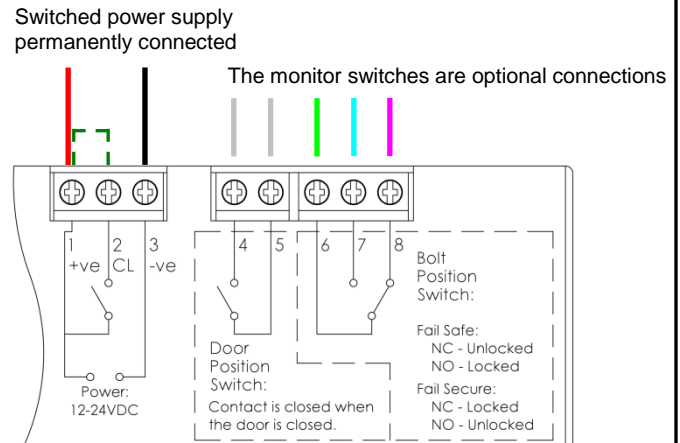 Switched power supply
permanently connected
The monitor switches are optional connections
1 2 3 4 5 6 7 8
+ve CL -ve
Power:
12-24VDC
Door
Position
Switch:
Contact is closed when
the door is closed.
Bolt
Position
Switch:
Fail Safe:
NC - Unlocked
NO - Locked
Fail Secure:
NC - Locked
NO - Unlocked